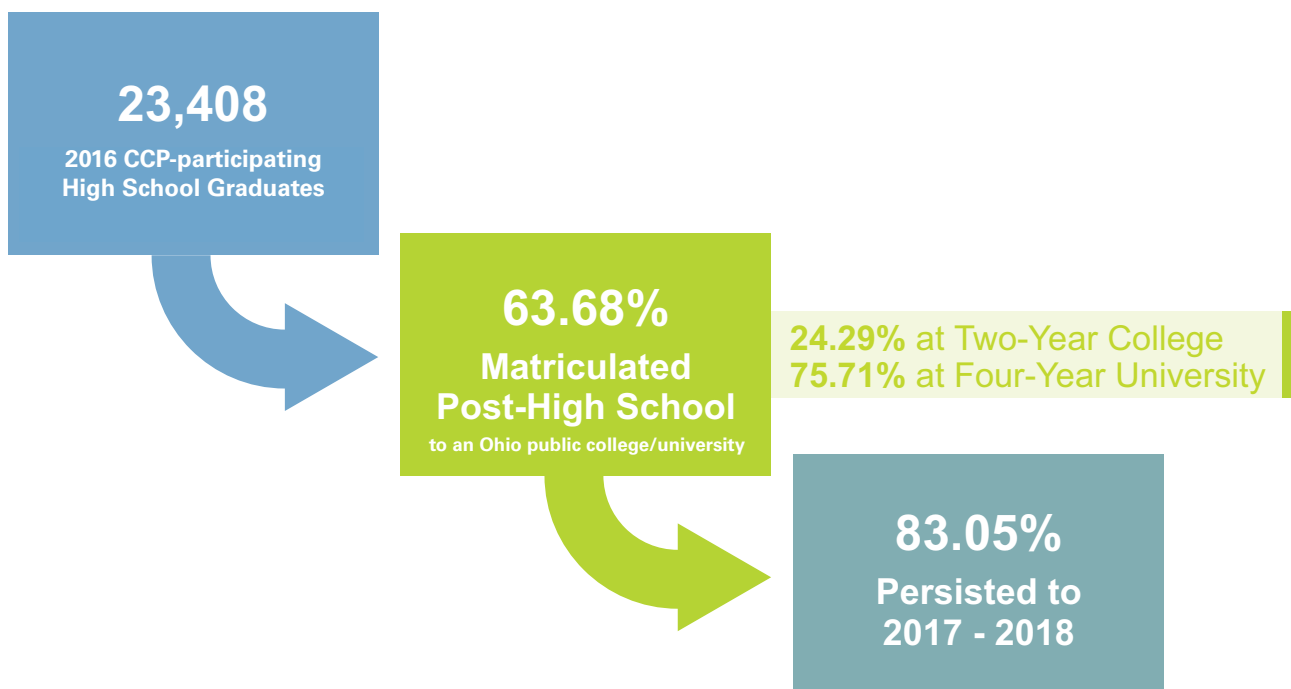 23,408
2016 CCP-participating
High School Graduates
63.68%
Matriculated
Post-High School
to an Ohio public college/university
24.29% at Two-Year College
75.71% at Four-Year University
83.05%
Persisted to
2017 - 2018